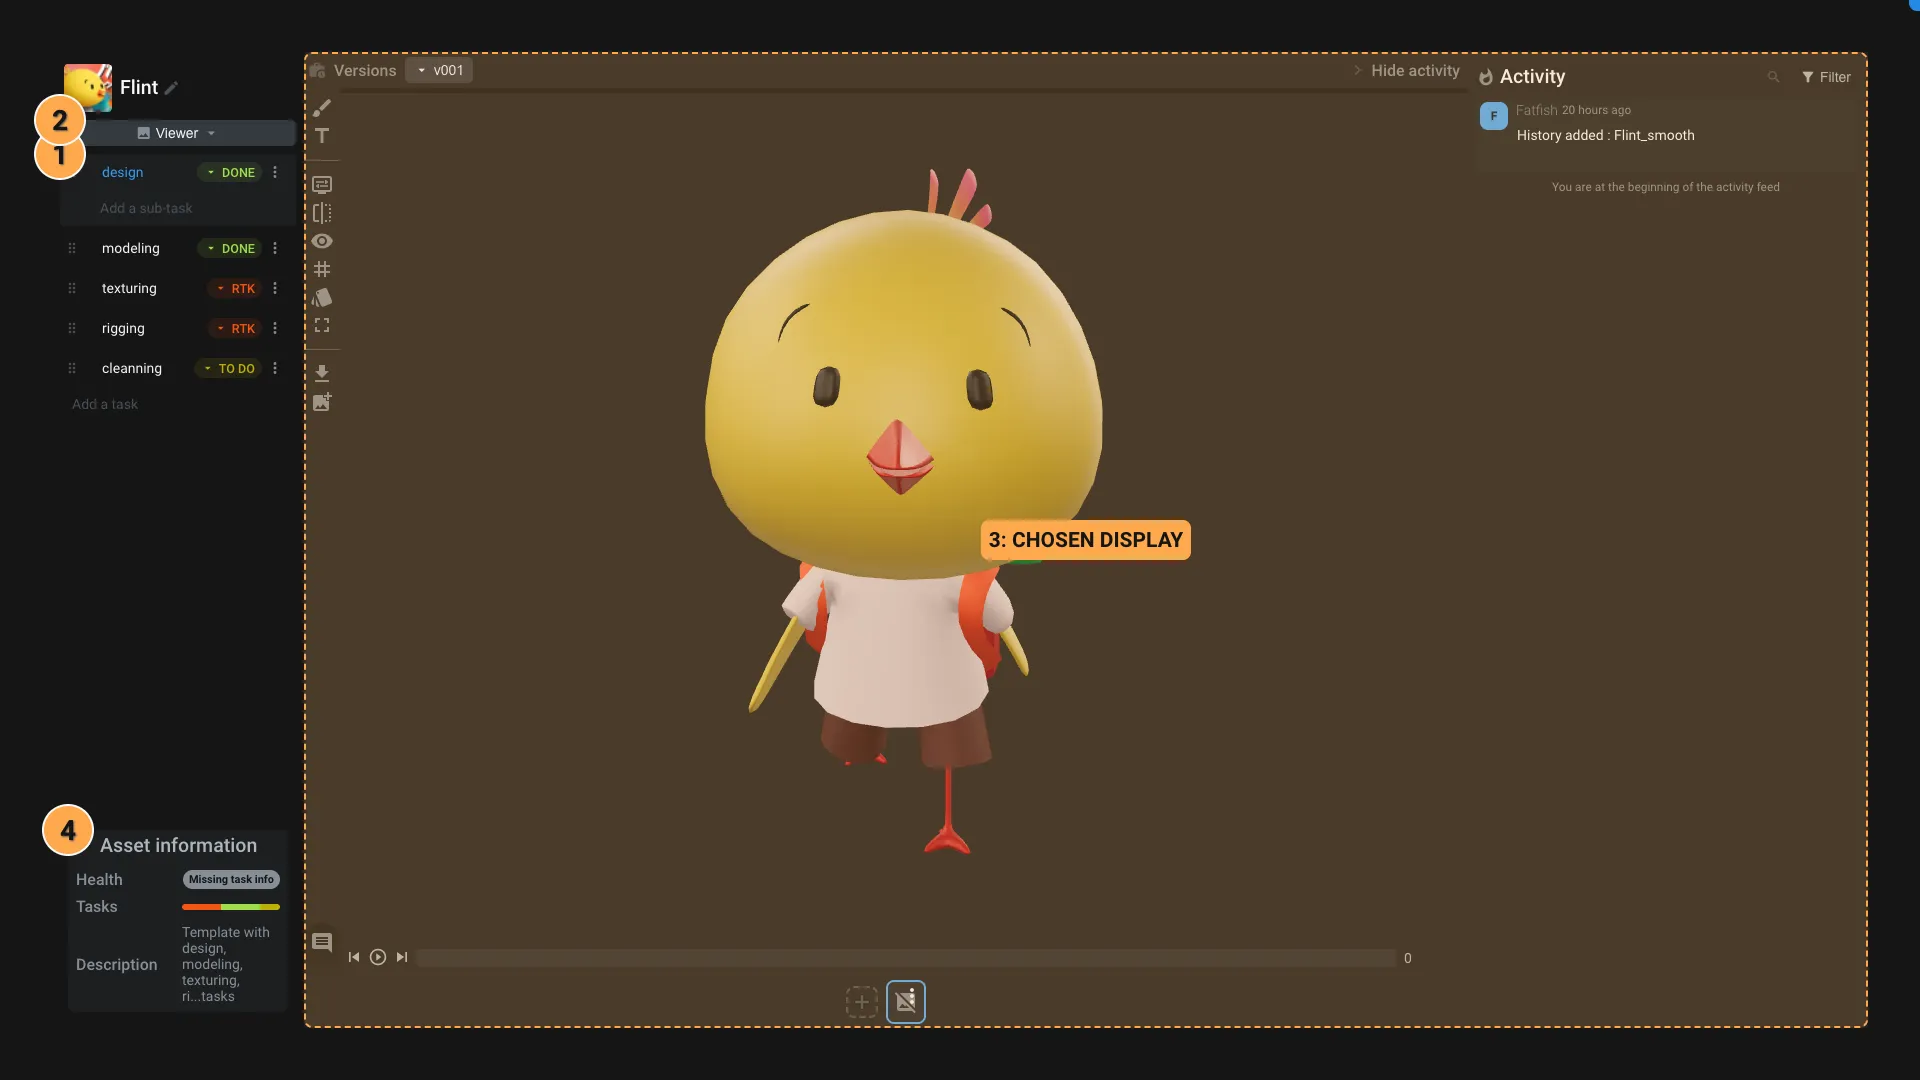 Flint
2
Viewer
1
design
DONE
Add a sub-task
modeling
DONE
texturing
RTK
rigging
RTK
cleanning
TO DO
Add a task
4
Asset information
Health
Missing task info
Tasks
Description
Template with
design,
modeling,
texturing,
ri...tasks
Versions
v001
Hide activity
T
3: CHOSEN DISPLAY
0
Activity
Filter
F
Fatfish 20 hours ago
History added : Flint_smooth
You are at the beginning of the activity feed